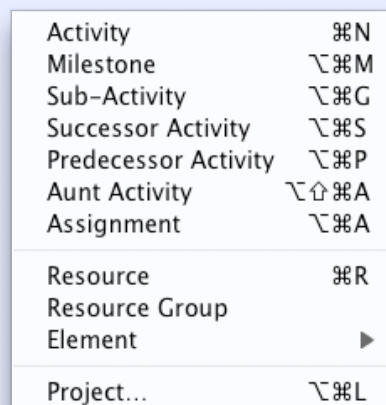 Activity ⌘N
Milestone ⌥⌘M
Sub-Activity ⌥⌘G
Successor Activity ⌥⌘S
Predecessor Activity ⌥⌘P
Aunt Activity ⌥⇧⌘A
Assignment ⌥⌘A
Resource ⌘R
Resource Group
Element ▶
Project... ⌥⌘L